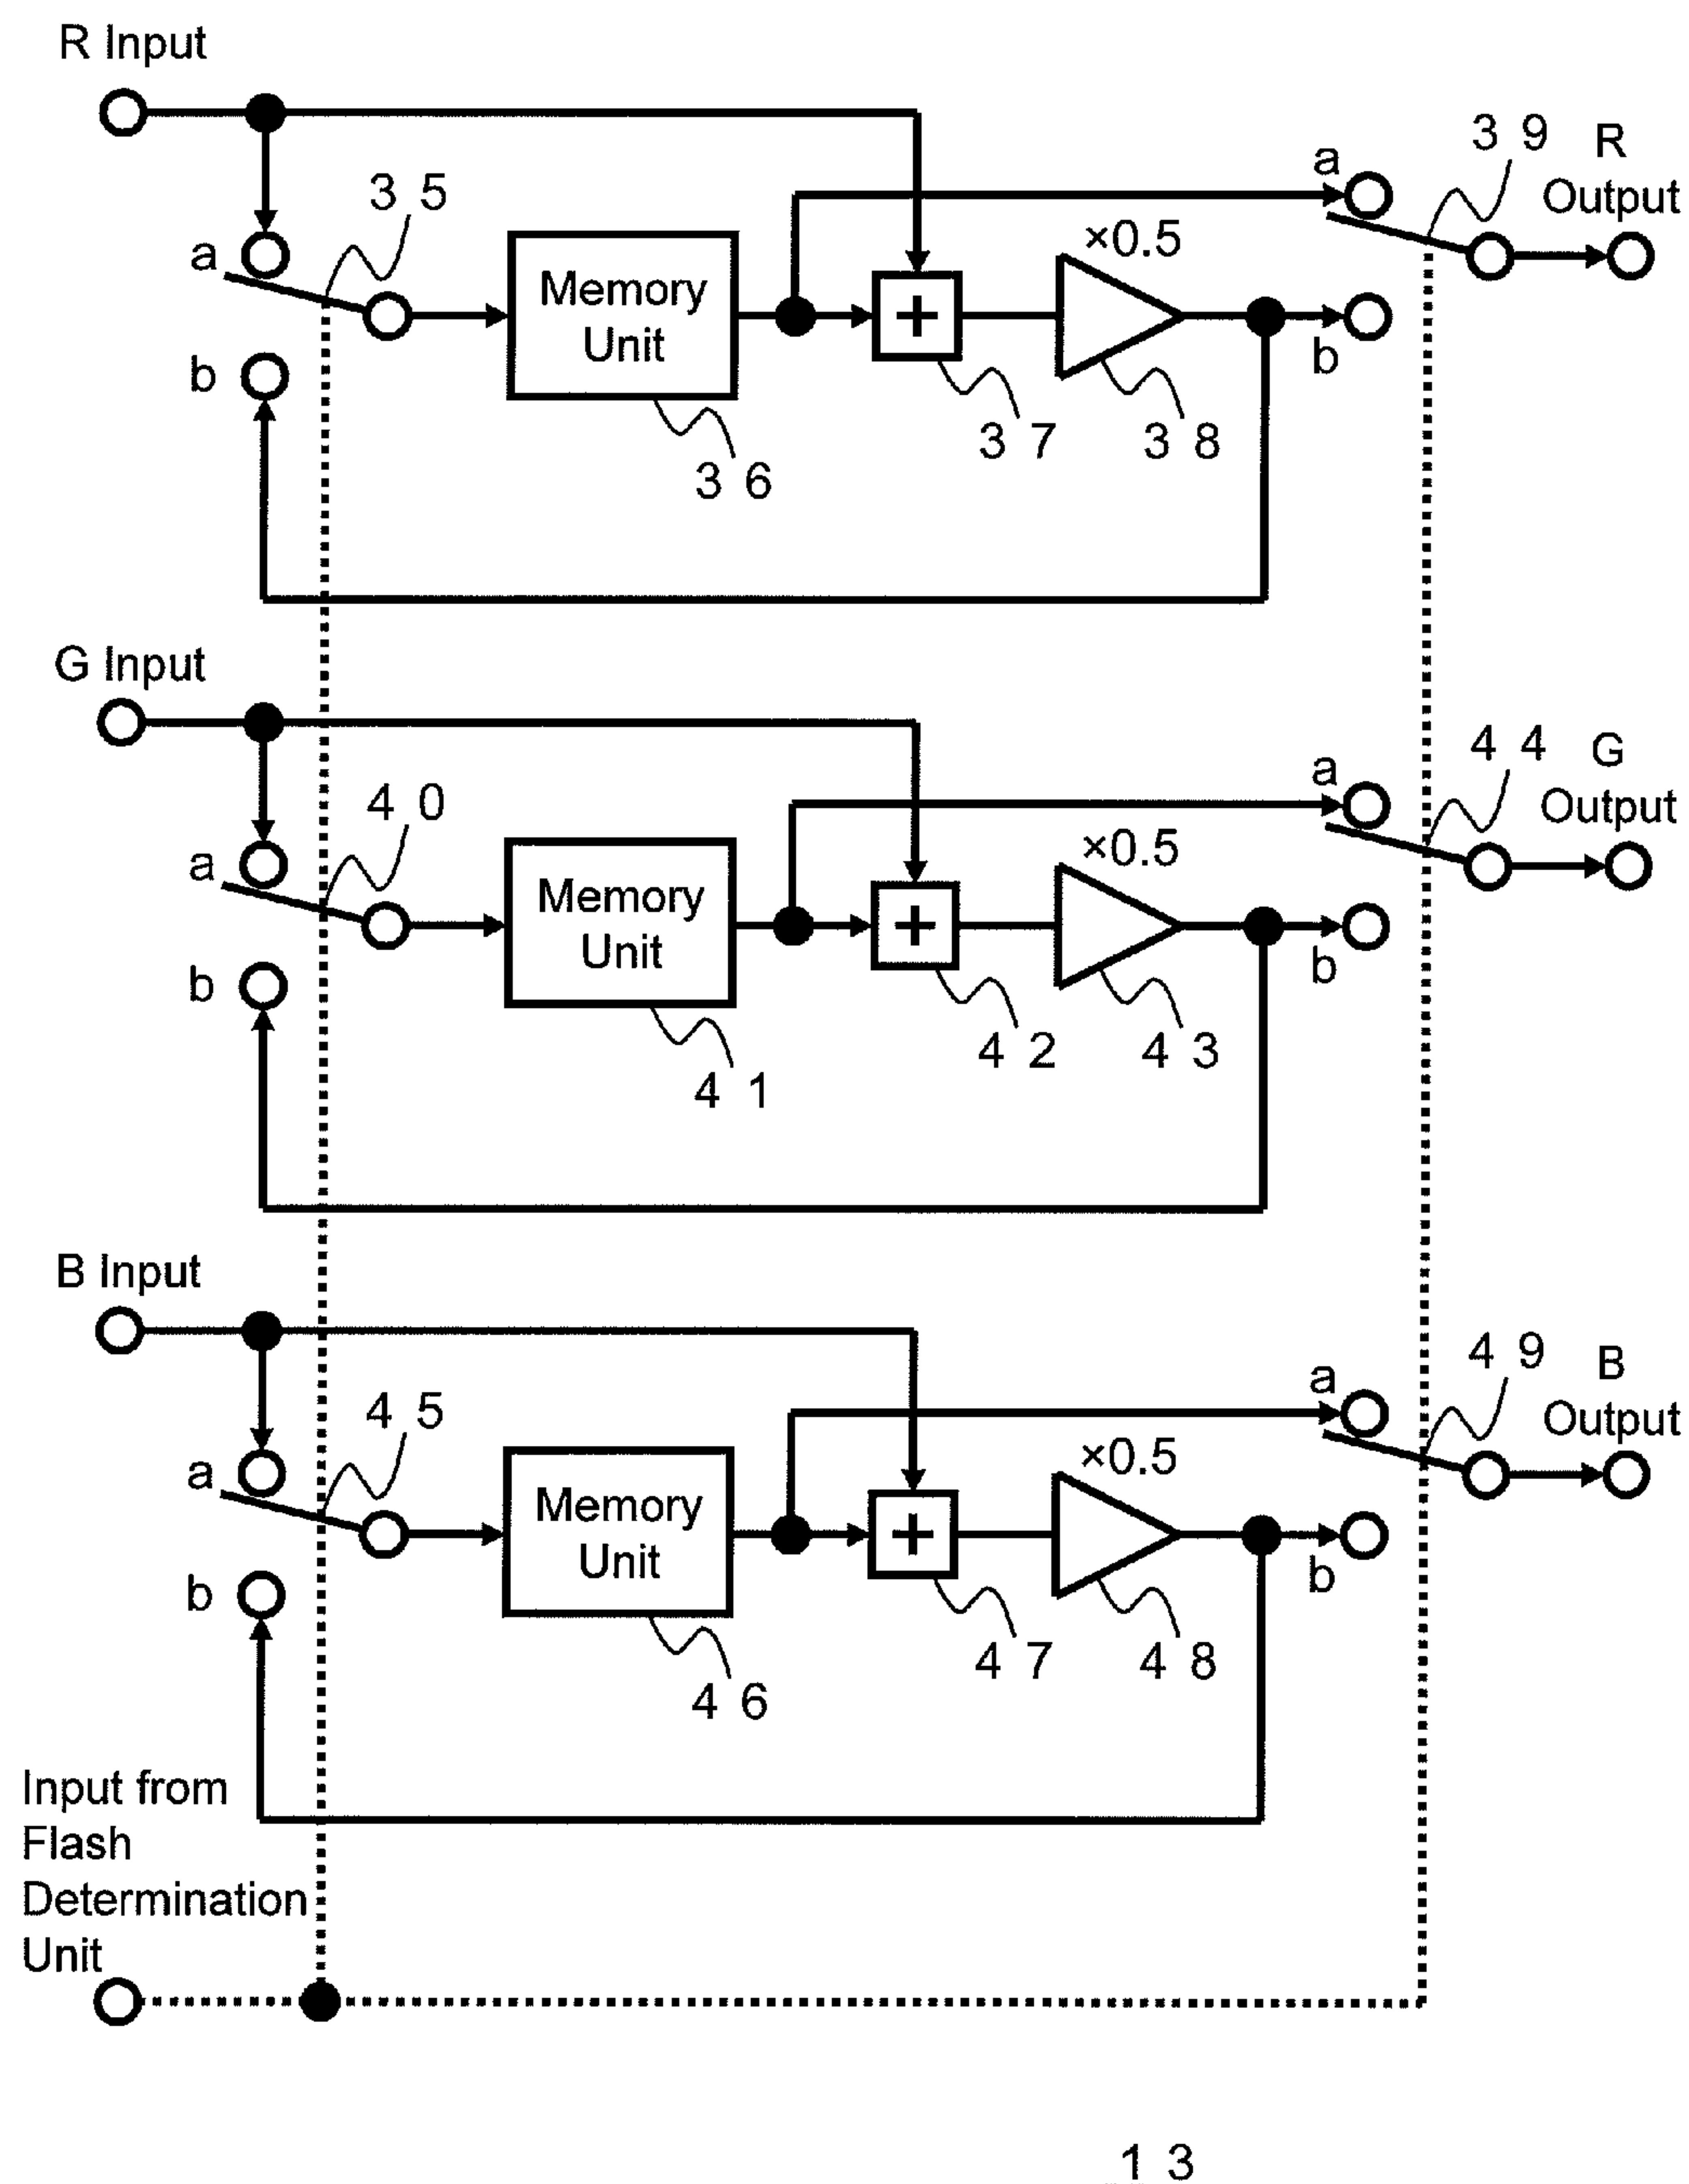 R Input
3 9
R
Output
a
3 5
×0.5
a
Memory
Unit
b
b
3 7
3 8
3 6
G Input
4 4
G
Output
a
4 0
×0.5
a
Memory
Unit
b
b
4 2
4 3
4 1
B Input
4 9
B
Output
a
4 5
×0.5
a
Memory
Unit
b
b
4 7
4 8
4 6
Input from
Flash
Determination
Unit
1 3